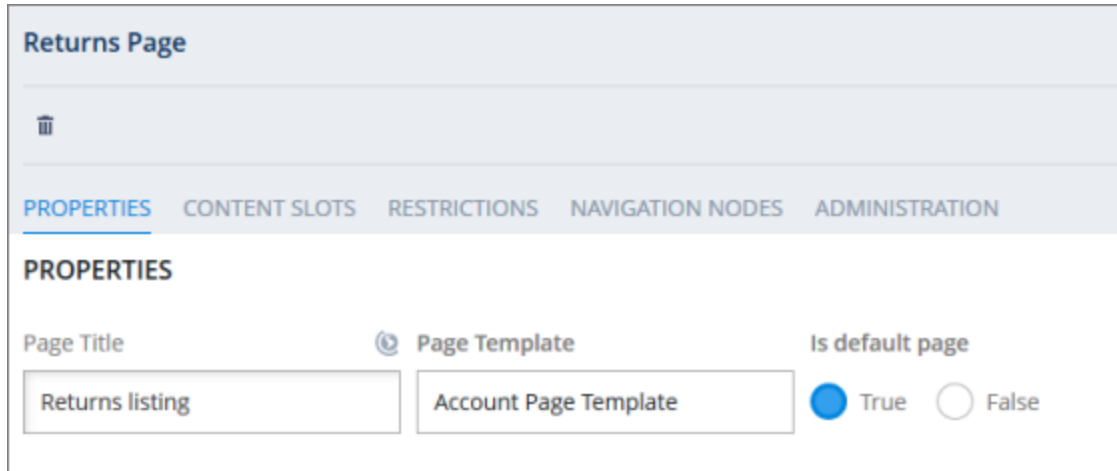 Returns Page
PROPERTIES CONTENT SLOTS RESTRICTIONS NAVIGATION NODES ADMINISTRATION
PROPERTIES
Page Title Page Template Is default page
Returns listing Account Page Template True False